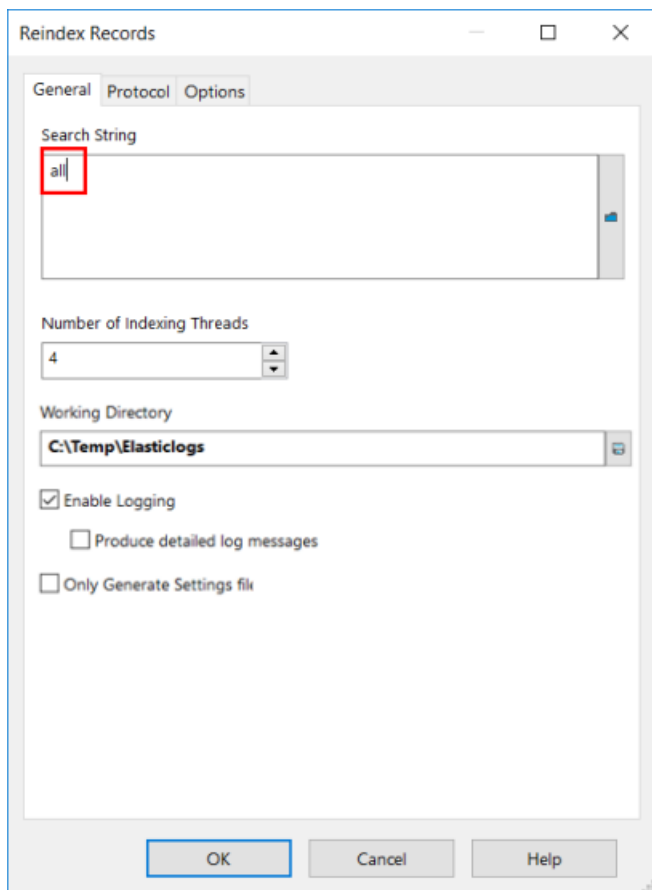 Reindex Records
General Protocol Options
Search String
all
Number of Indexing Threads
4
Working Directory
C:\Temp\Elasticlogs
Enable Logging
Produce detailed log messages
Only Generate Settings file
OK Cancel Help